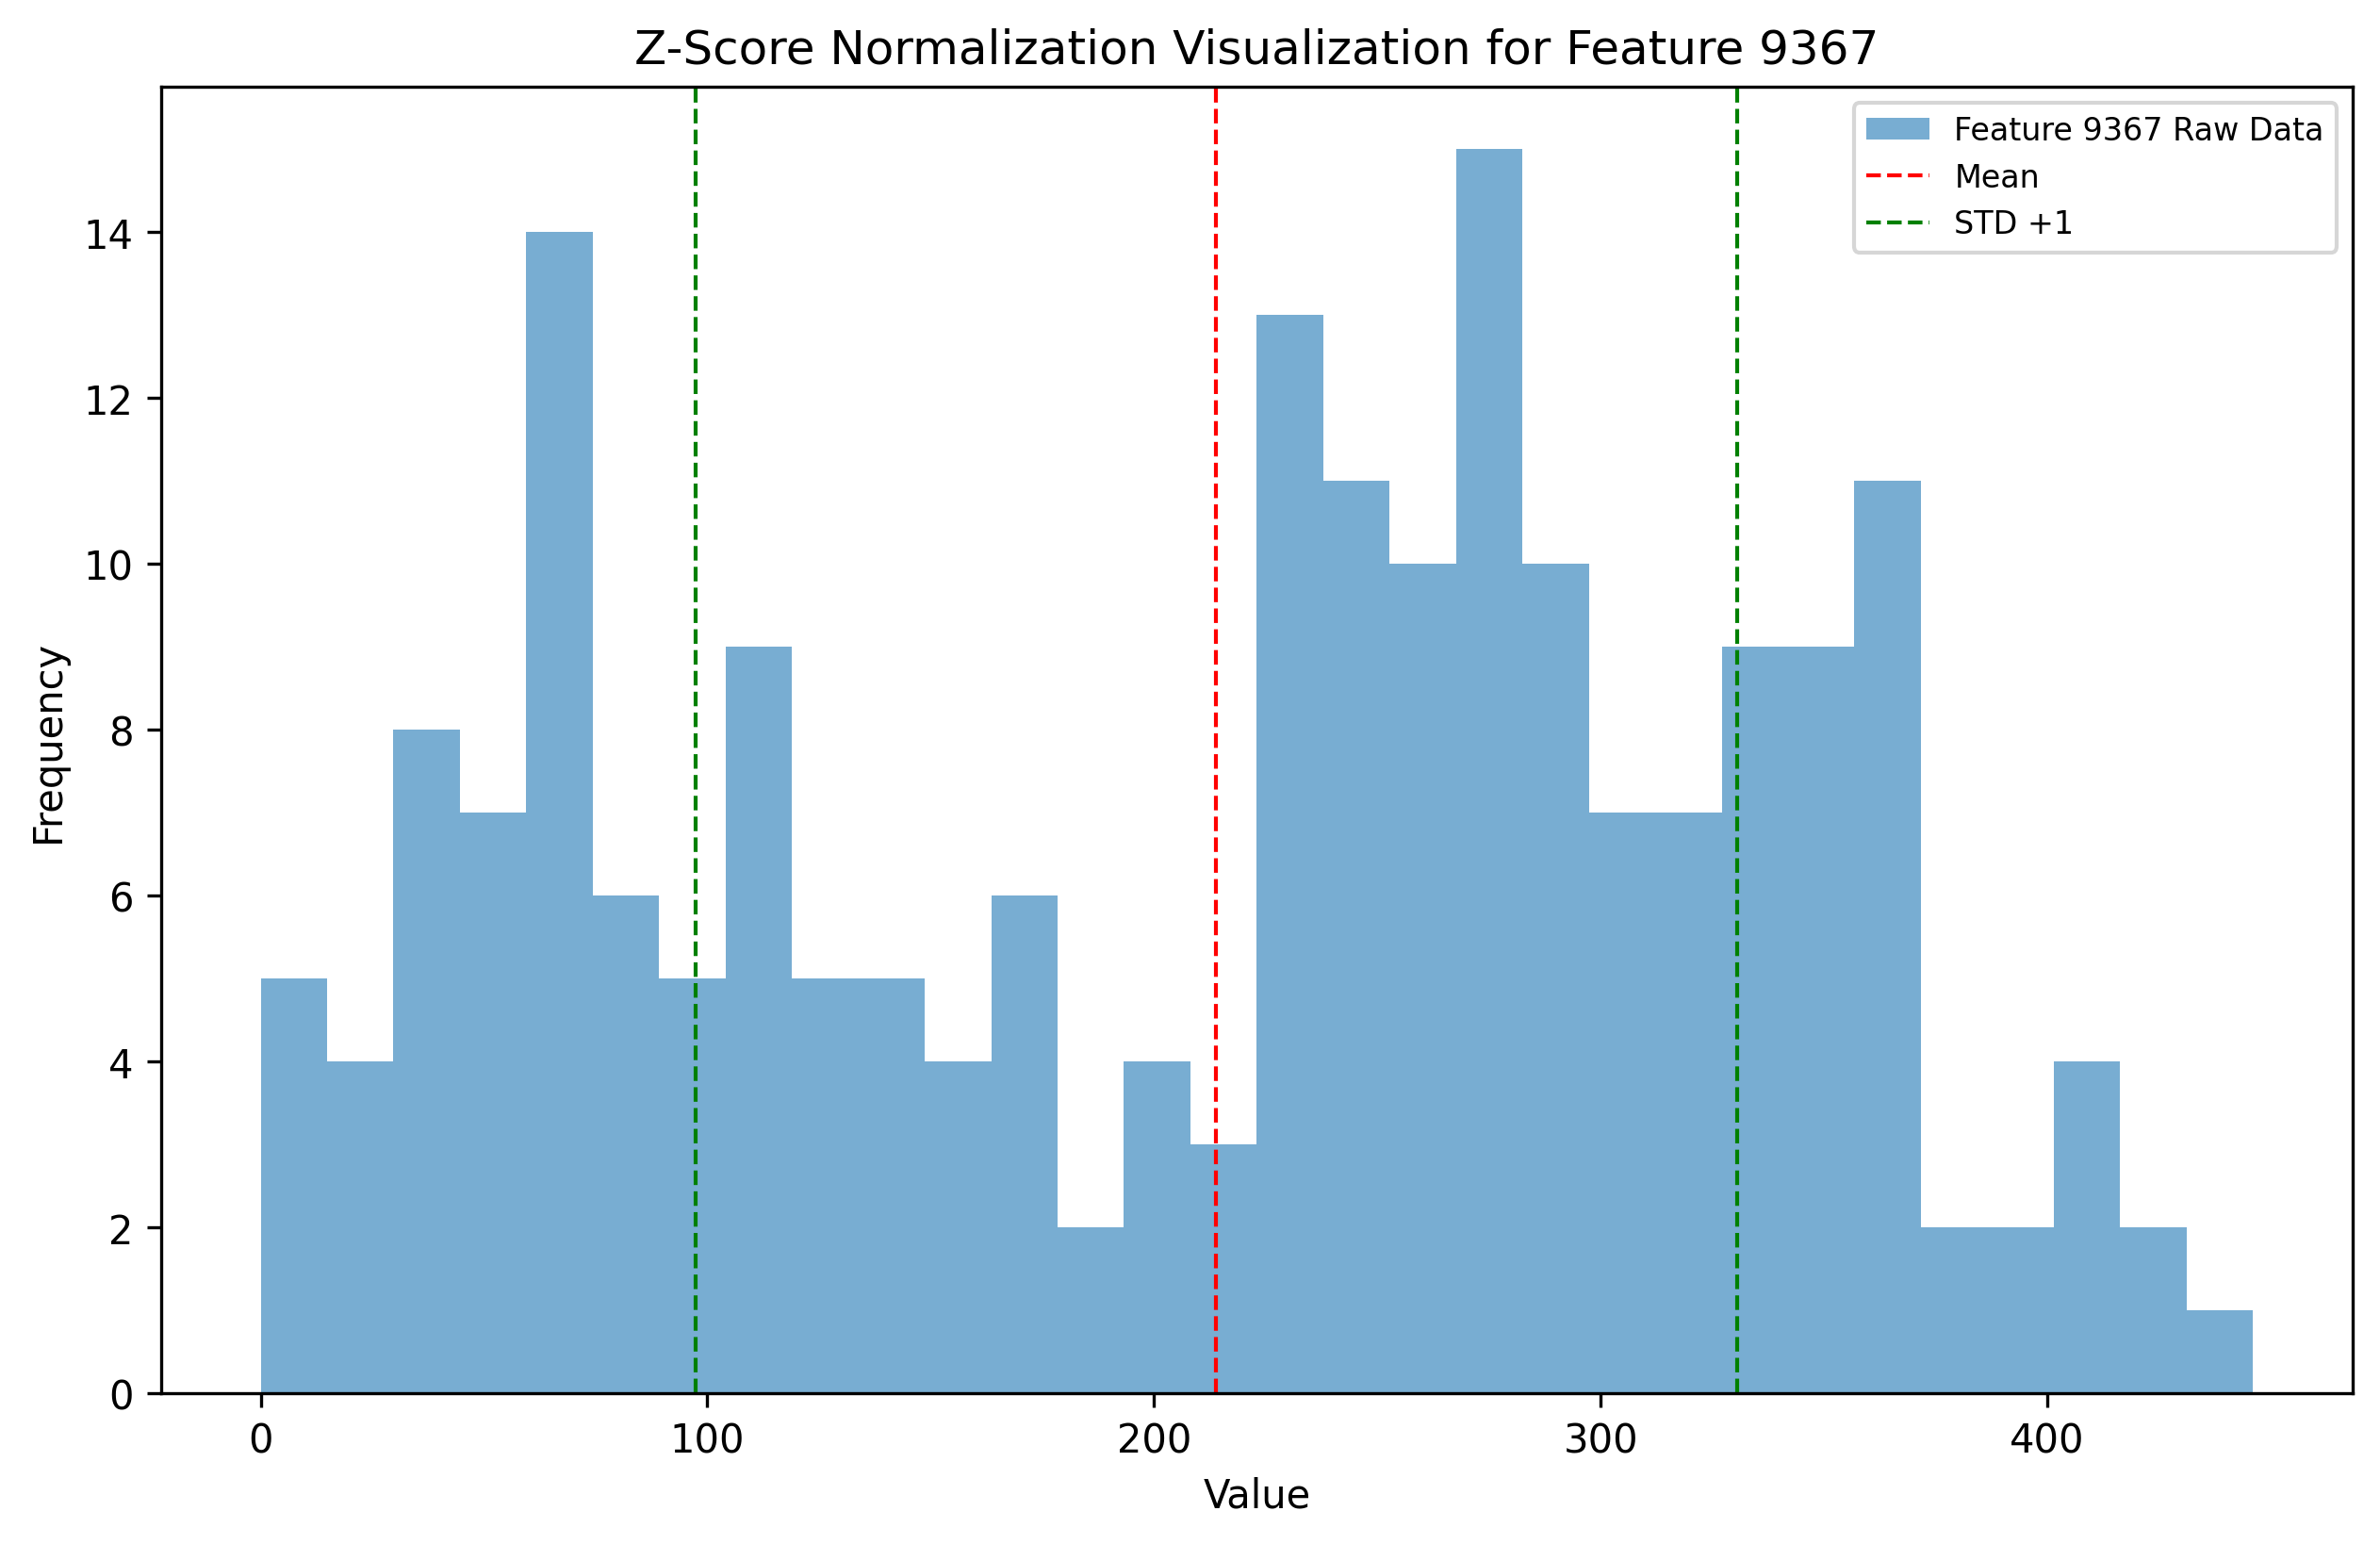 Z-Score Normalization Visualization for Feature 9367
Feature 9367 Raw Data
Mean
STD +1
14
12
10
8
6
4
2
0
Frequency
0 100 200 300 400
Value